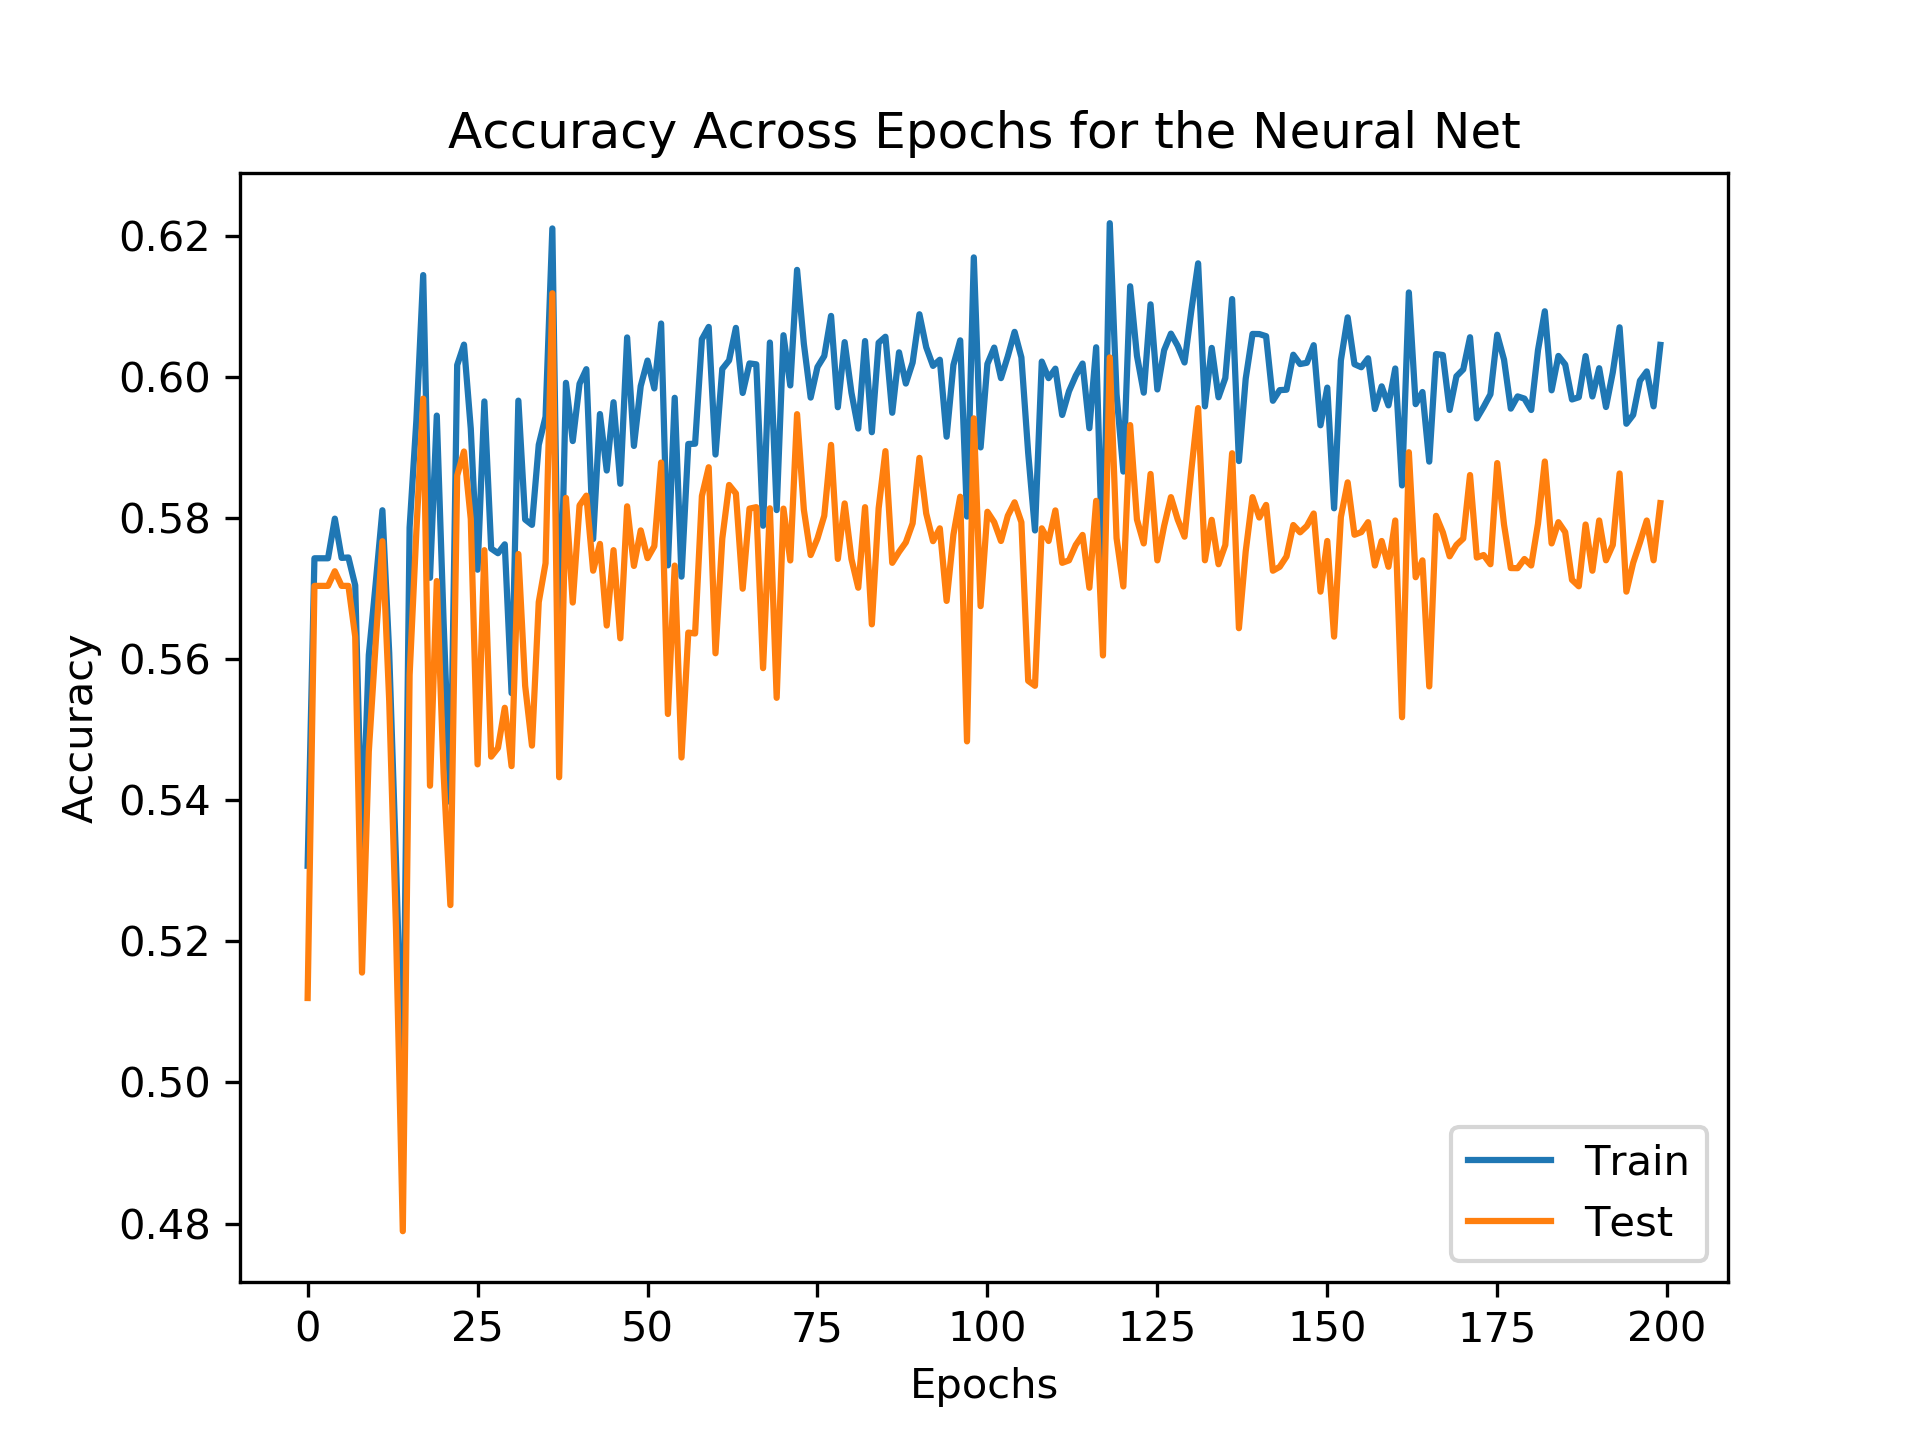 Accuracy Across Epochs for the Neural Net
0.62
0.60
0.58
0.56
0.54
0.52
0.50
0.48
Accuracy
Train
Test
0 25 50 75 100 125 150 175 200
Epochs